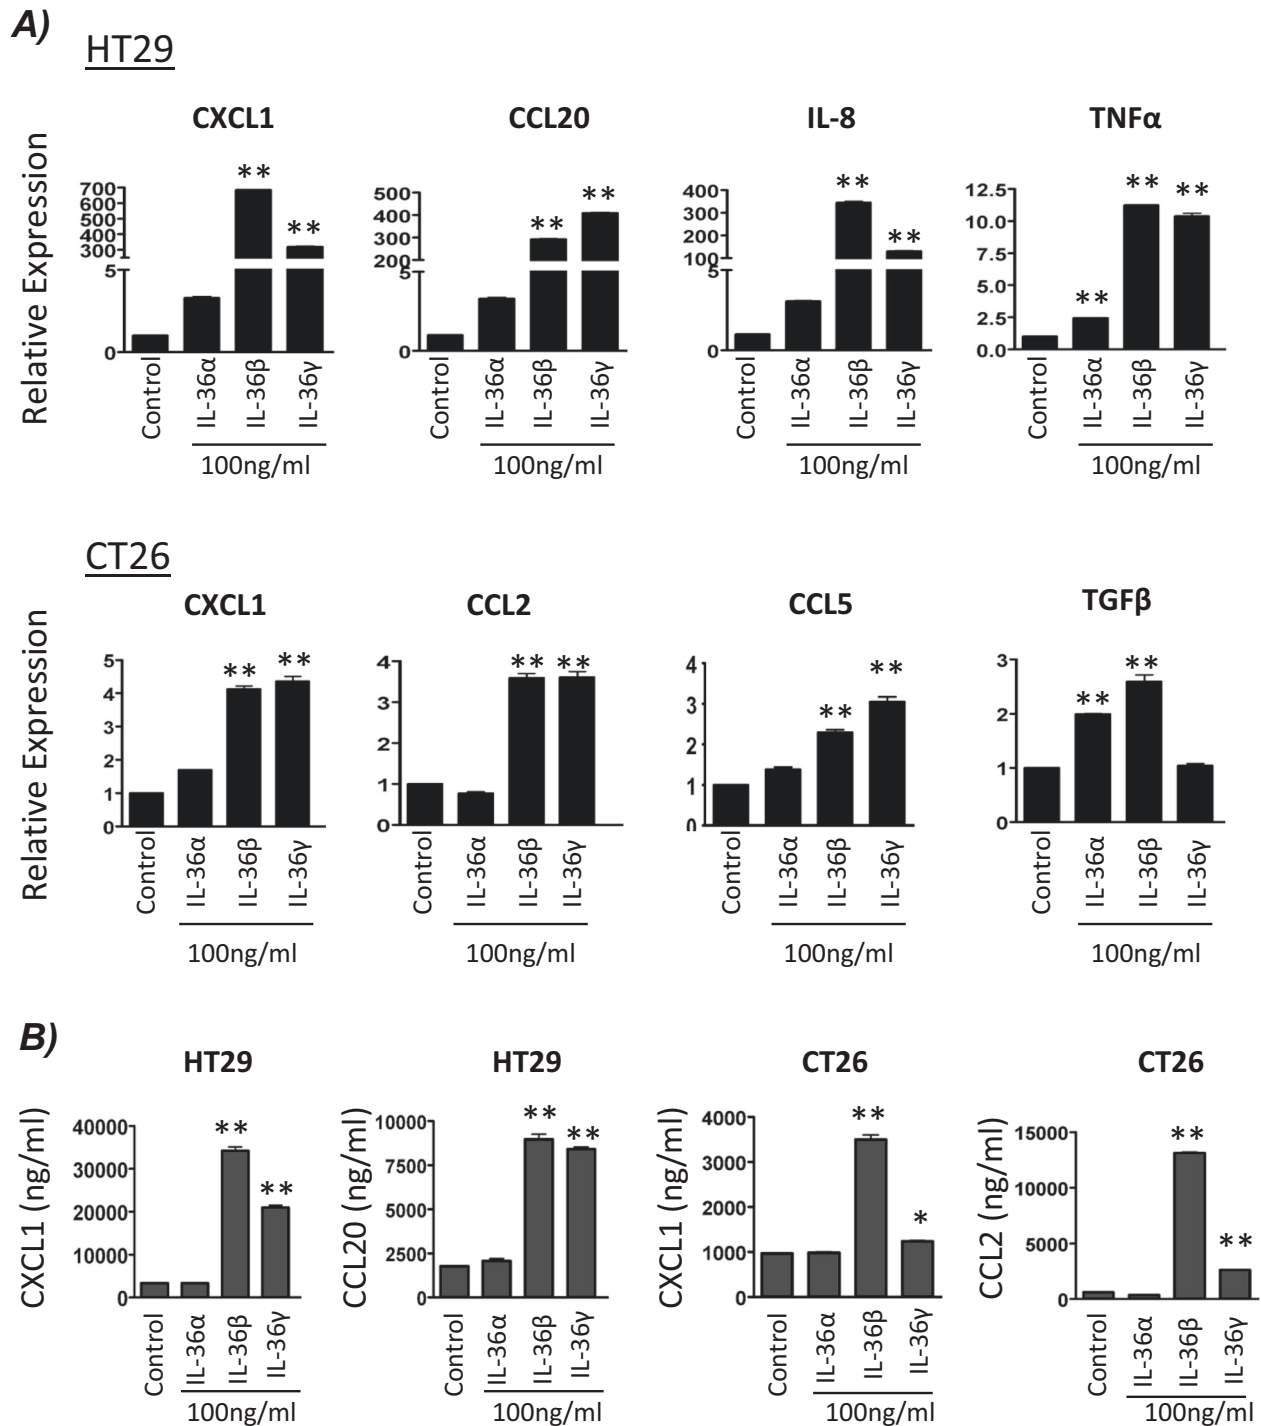 A)
HT29
CXCL1 CCL20 IL-8 TNFα
Relative Expression
** ** ** ** ** ** ** ** **
700 600 500 400 300 5 0
500 400 300 200 5 0
400 300 200 100 5 0
12.5 10.0 7.5 5.0 2.5 0.0
Control IL-36α IL-36β IL-36γ Control IL-36α IL-36β IL-36γ Control IL-36α IL-36β IL-36γ Control IL-36α IL-36β IL-36γ
100ng/ml 100ng/ml 100ng/ml 100ng/ml
CT26
CXCL1 CCL2 CCL5 TGFβ
Relative Expression
** ** ** ** ** ** ** **
5 4 3 2 1 0
4 3 2 1 0
4 3 2 1 0
3 2 1 0
Control IL-36α IL-36β IL-36γ Control IL-36α IL-36β IL-36γ Control IL-36α IL-36β IL-36γ Control IL-36α IL-36β IL-36γ
100ng/ml 100ng/ml 100ng/ml 100ng/ml
B)
HT29 HT29 CT26 CT26
CXCL1 (ng/ml) CCL20 (ng/ml) CXCL1 (ng/ml) CCL2 (ng/ml)
** ** ** ** ** * ** **
40000 30000 20000 10000 0
10000 7500 5000 2500 0
4000 3000 2000 1000 0
15000 10000 5000 0
Control IL-36α IL-36β IL-36γ Control IL-36α IL-36β IL-36γ Control IL-36α IL-36β IL-36γ Control IL-36α IL-36β IL-36γ
100ng/ml 100ng/ml 100ng/ml 100ng/ml